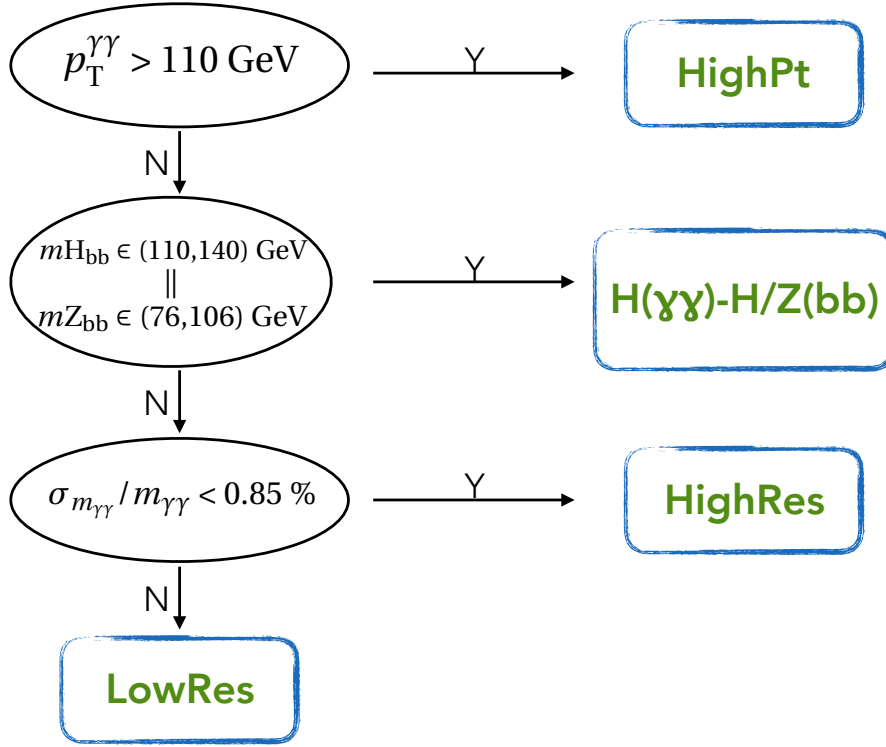 p_T^γγ > 110 GeV
Y
HighPt
N
mH_bb ∈ (110,140) GeV
||
mZ_bb ∈ (76,106) GeV
Y
H(γγ)-H/Z(bb)
N
σ_m_γγ/m_γγ < 0.85 %
Y
HighRes
N
LowRes